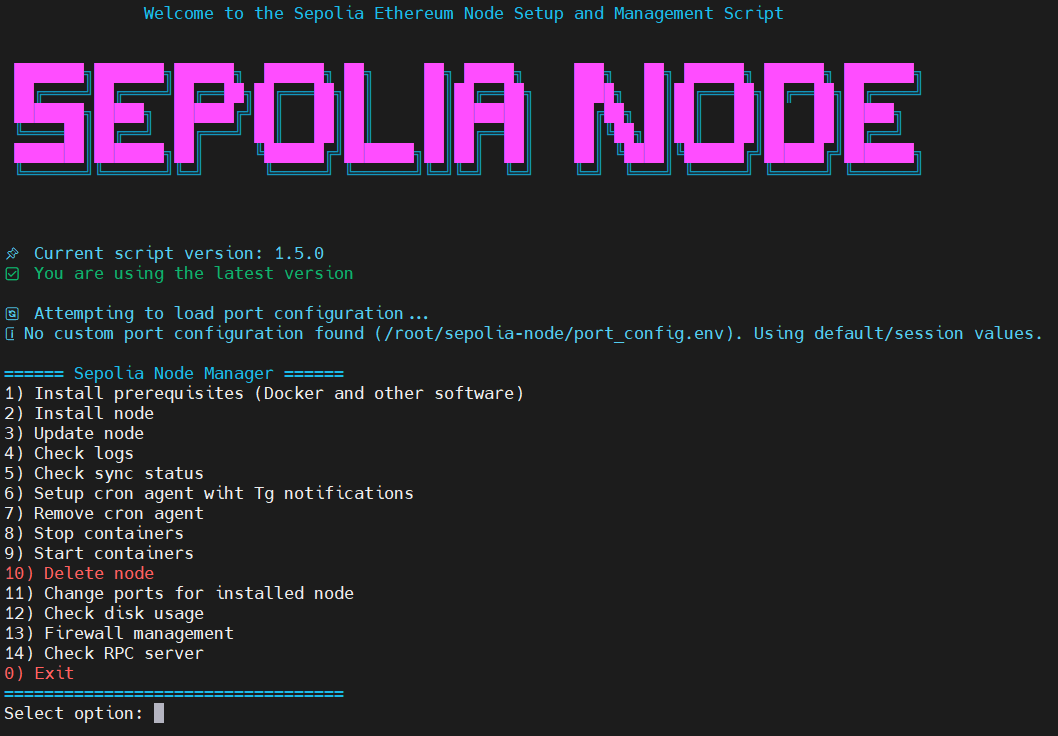 Welcome to the Sepolia Ethereum Node Setup and Management Script
SEPOLIA NODE
Current script version: 1.5.0
You are using the latest version
Attempting to load port configuration...
No custom port configuration found (/root/sepolia-node/port_config.env). Using default/session values.
====== Sepolia Node Manager ======
1) Install prerequisites (Docker and other software)
2) Install node
3) Update node
4) Check logs
5) Check sync status
6) Setup cron agent wiht Tg notifications
7) Remove cron agent
8) Stop containers
9) Start containers
10) Delete node
11) Change ports for installed node
12) Check disk usage
13) Firewall management
14) Check RPC server
0) Exit
==================================
Select option: